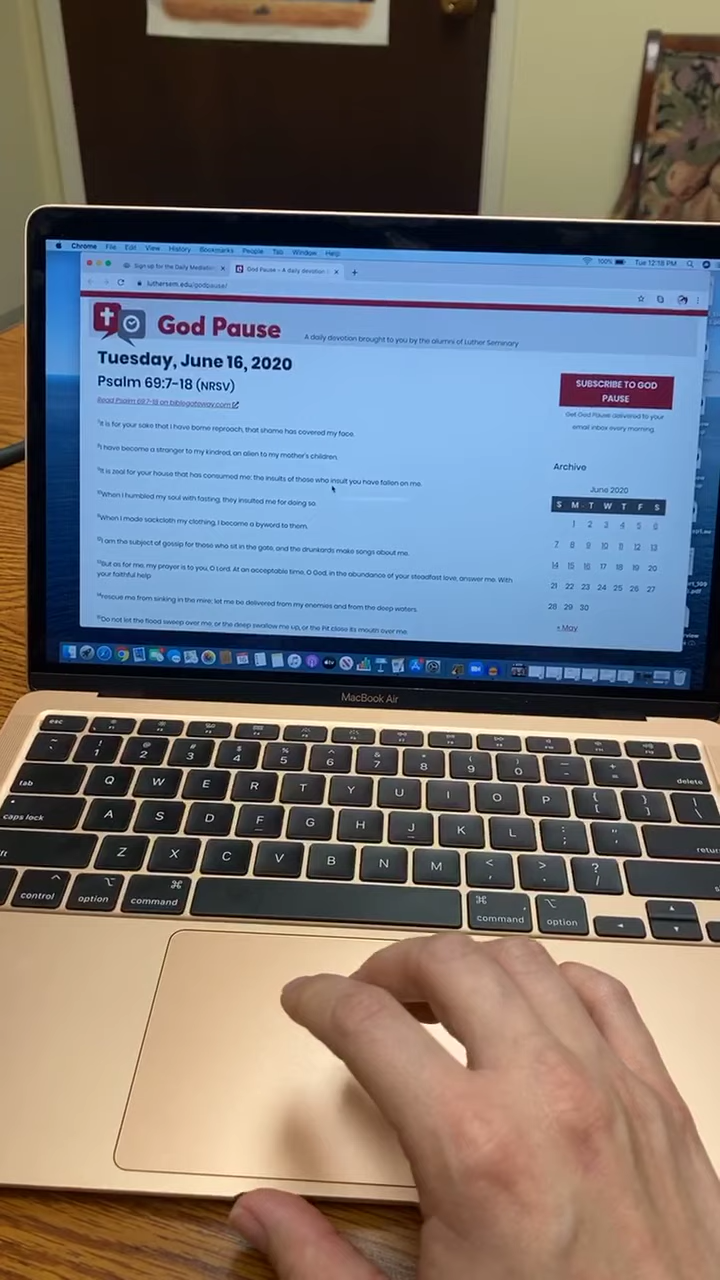 Chrome File Edit View History Bookmarks People Tab Window Help
100% Tue 12:18 PM
Sign up for the Daily Meditatio
God Pause - A daily devotion
luthersem.edu/godpause/
God Pause
A daily devotion brought to you by the alumni of Luther Seminary
Tuesday, June 16, 2020
Psalm 69:7-18 (NRSV)
Read Psalm 69:7-18 on biblegateway.com
7It is for your sake that I have borne reproach, that shame has covered my face.
8I have become a stranger to my kindred, an alien to my mother's children.
9It is zeal for your house that has consumed me; the insults of those who insult you have fallen on me.
10When I humbled my soul with fasting, they insulted me for doing so.
11When I made sackcloth my clothing, I became a byword to them.
12I am the subject of gossip for those who sit in the gate, and the drunkards make songs about me.
13But as for me, my prayer is to you, O Lord. At an acceptable time, O God, in the abundance of your steadfast love, answer me. With
your faithful help
14rescue me from sinking in the mire; let me be delivered from my enemies and from the deep waters.
15Do not let the flood sweep over me, or the deep swallow me up, or the Pit close its mouth over me.
SUBSCRIBE TO GOD
PAUSE
Get God Pause delivered to your
email inbox every morning.
Archive
June 2020
S M T W T F S
1 2 3 4 5 6
7 8 9 10 11 12 13
14 15 16 17 18 19 20
21 22 23 24 25 26 27
28 29 30
« May
MacBook Air
esc
~ ! 1 @ 2 # 3 $ 4 % 5 ^ 6 & 7 * 8 ( 9 ) 0 — - + = delete
tab Q W E R T Y U I O P { [ } ] | \
caps lock A S D F G H J K L : ; " ' return
Z X C V B N M < , > . ? /
control option command command option